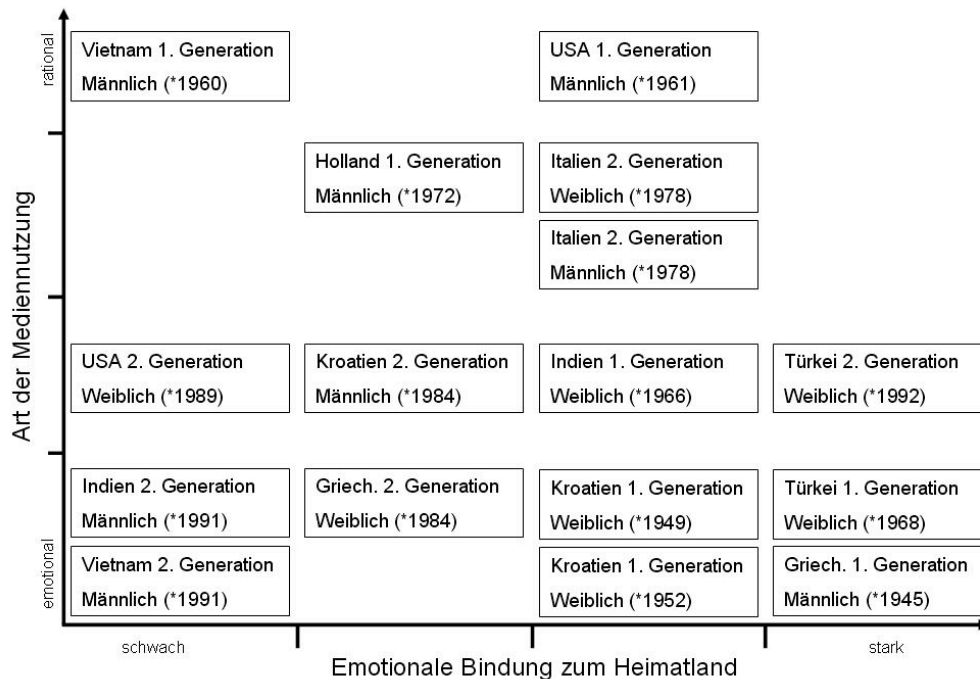 Art der Mediennutzung
rational
emotional
Vietnam 1. Generation
Männlich (*1960)
USA 1. Generation
Männlich (*1961)
Holland 1. Generation
Männlich (*1972)
Italien 2. Generation
Weiblich (*1978)
Italien 2. Generation
Männlich (*1978)
USA 2. Generation
Weiblich (*1989)
Kroatien 2. Generation
Männlich (*1984)
Indien 1. Generation
Weiblich (*1966)
Türkei 2. Generation
Weiblich (*1992)
Indien 2. Generation
Männlich (*1991)
Griech. 2. Generation
Weiblich (*1984)
Kroatien 1. Generation
Weiblich (*1949)
Türkei 1. Generation
Weiblich (*1968)
Vietnam 2. Generation
Männlich (*1991)
Kroatien 1. Generation
Weiblich (*1952)
Griech. 1. Generation
Männlich (*1945)
schwach
stark
Emotionale Bindung zum Heimatland